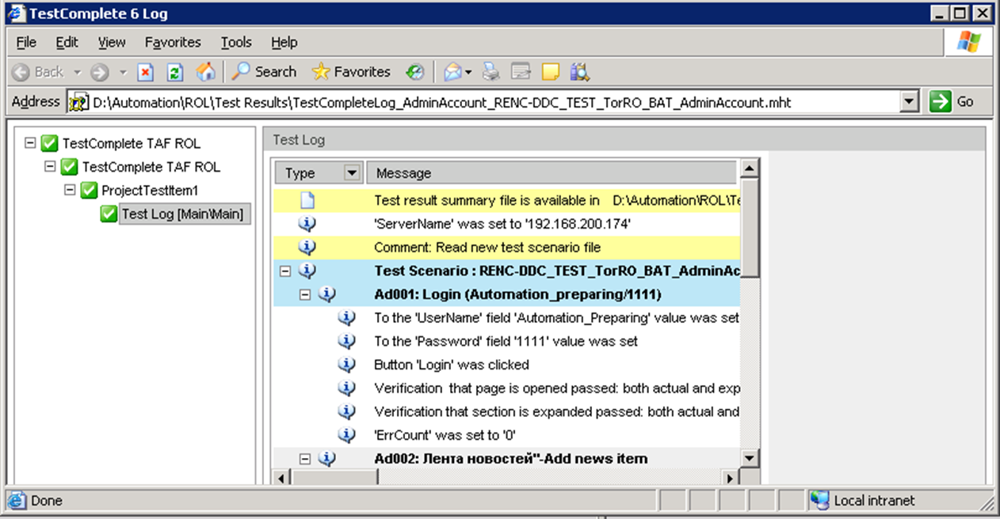 TestComplete 6 Log
File Edit View Favorites Tools Help
Back Search Favorites
Address D:\Automation\ROL\Test Results\TestCompleteLog_AdminAccount_RENC-DDC_TEST_TorRO_BAT_AdminAccount.mht Go
TestComplete TAF ROL
TestComplete TAF ROL
ProjectTestItem1
Test Log [Main\Main]
Test Log
Type Message
Test result summary file is available in D:\Automation\ROL\Te
'ServerName' was set to '192.168.200.174'
Comment: Read new test scenario file
Test Scenario : RENC-DDC_TEST_TorRO_BAT_AdminAc
Ad001: Login (Automation_preparing/1111)
To the 'UserName' field 'Automation_Preparing' value was set
To the 'Password' field '1111' value was set
Button 'Login' was clicked
Verification that page is opened passed: both actual and exp
Verification that section is expanded passed: both actual and
'ErrCount' was set to '0'
Ad002: Лента новостей"-Add news item
Done Local intranet